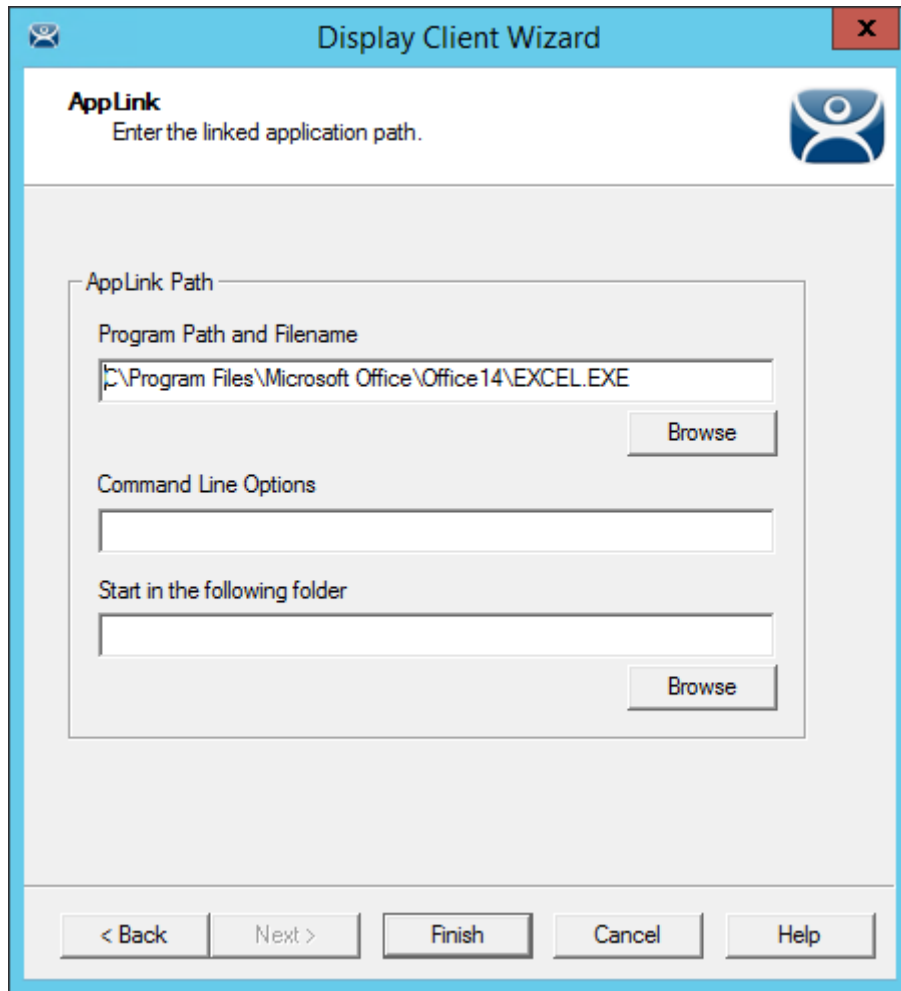 Display Client Wizard
x
AppLink
Enter the linked application path.
AppLink Path
Program Path and Filename
C\Program Files\Microsoft Office\Office14\EXCEL.EXE
Browse
Command Line Options
Start in the following folder
Browse
< Back Next > Finish Cancel Help